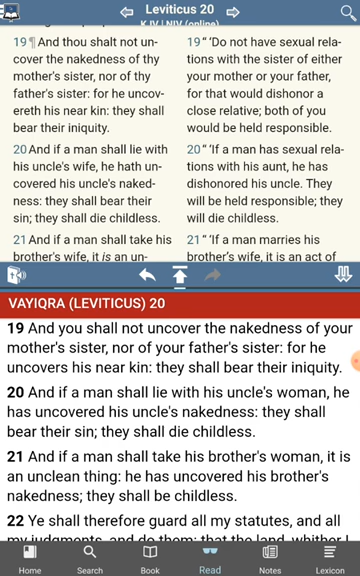 Leviticus 20
KJV | NIV (online)
19 ¶ And thou shalt not un-
cover the nakedness of thy
mother's sister, nor of thy
father's sister: for he uncov-
ereth his near kin: they shall
bear their iniquity.
20 And if a man shall lie with
his uncle's wife, he hath un-
covered his uncle's naked-
ness: they shall bear their
sin; they shall die childless.
21 And if a man shall take his
brother's wife, it is an un-
19 “ ‘Do not have sexual rela-
tions with the sister of either
your mother or your father,
for that would dishonor a
close relative; both of you
would be held responsible.
20 “ ‘If a man has sexual rela-
tions with his aunt, he has
dishonored his uncle. They
will be held responsible; they
will die childless.
21 “ ‘If a man marries his
brother’s wife, it is an act of
VAYIQRA (LEVITICUS) 20
19 And you shall not uncover the nakedness of your
mother's sister, nor of your father's sister: for he
uncovers his near kin: they shall bear their iniquity.
20 And if a man shall lie with his uncle's woman, he
has uncovered his uncle's nakedness: they shall
bear their sin; they shall die childless.
21 And if a man shall take his brother's woman, it is
an unclean thing: he has uncovered his brother's
nakedness; they shall be childless.
22 Ye shall therefore guard all my statutes, and all
my judgments, and do them: that the land, whither I
Home
Search
Book
Read
Notes
Lexicon